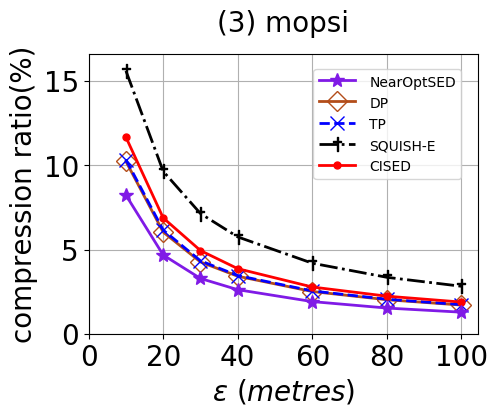 (3) mopsi
compression ratio(%)
15
10
5
0
0 20 40 60 80 100
ε (metres)
NearOptSED
DP
TP
SQUISH-E
CISED